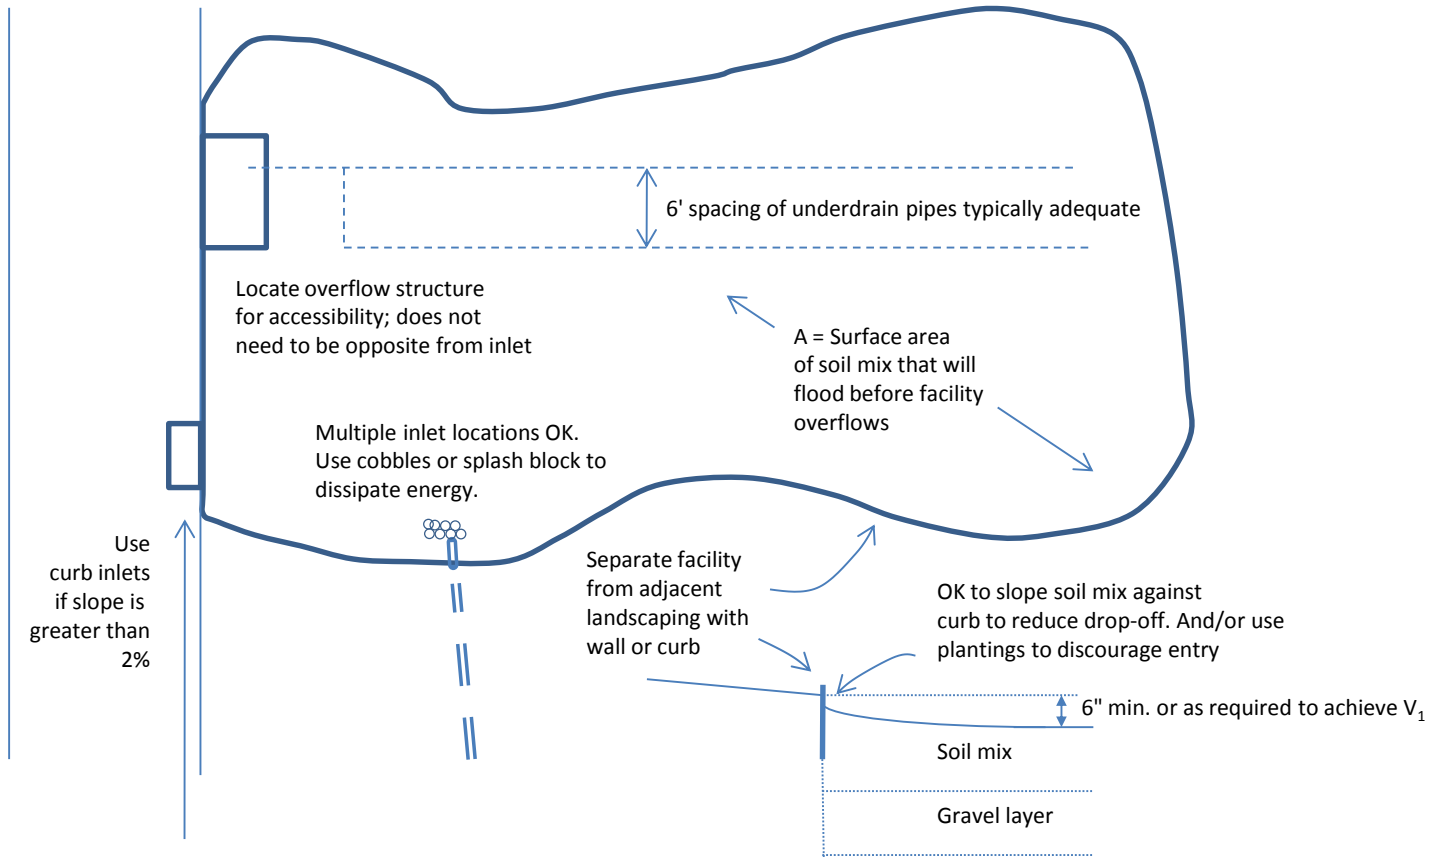 6' spacing of underdrain pipes typically adequate
Locate overflow structure
for accessibility; does not
need to be opposite from inlet
A = Surface area
of soil mix that will
flood before facility
overflows
Multiple inlet locations OK.
Use cobbles or splash block to
dissipate energy.
Use
curb inlets
if slope is
greater than
2%
Separate facility
from adjacent
landscaping with
wall or curb
OK to slope soil mix against
curb to reduce drop-off. And/or use
plantings to discourage entry
6" min. or as required to achieve V1
Soil mix
Gravel layer